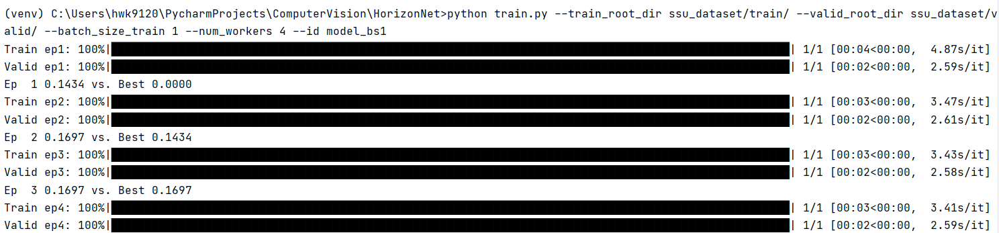 (venv) C:\Users\hwk9120\PycharmProjects\ComputerVision\HorizonNet>python train.py --train_root_dir ssu_dataset/train/ --valid_root_dir ssu_dataset/v
alid/ --batch_size_train 1 --num_workers 4 --id model_bs1
Train ep1: 100%|██████████| 1/1 [00:04<00:00,  4.87s/it]
Valid ep1: 100%|██████████| 1/1 [00:02<00:00,  2.59s/it]
Ep  1 0.1434 vs. Best 0.0000
Train ep2: 100%|██████████| 1/1 [00:03<00:00,  3.47s/it]
Valid ep2: 100%|██████████| 1/1 [00:02<00:00,  2.61s/it]
Ep  2 0.1697 vs. Best 0.1434
Train ep3: 100%|██████████| 1/1 [00:03<00:00,  3.43s/it]
Valid ep3: 100%|██████████| 1/1 [00:02<00:00,  2.58s/it]
Ep  3 0.1697 vs. Best 0.1697
Train ep4: 100%|██████████| 1/1 [00:03<00:00,  3.41s/it]
Valid ep4: 100%|██████████| 1/1 [00:02<00:00,  2.59s/it]